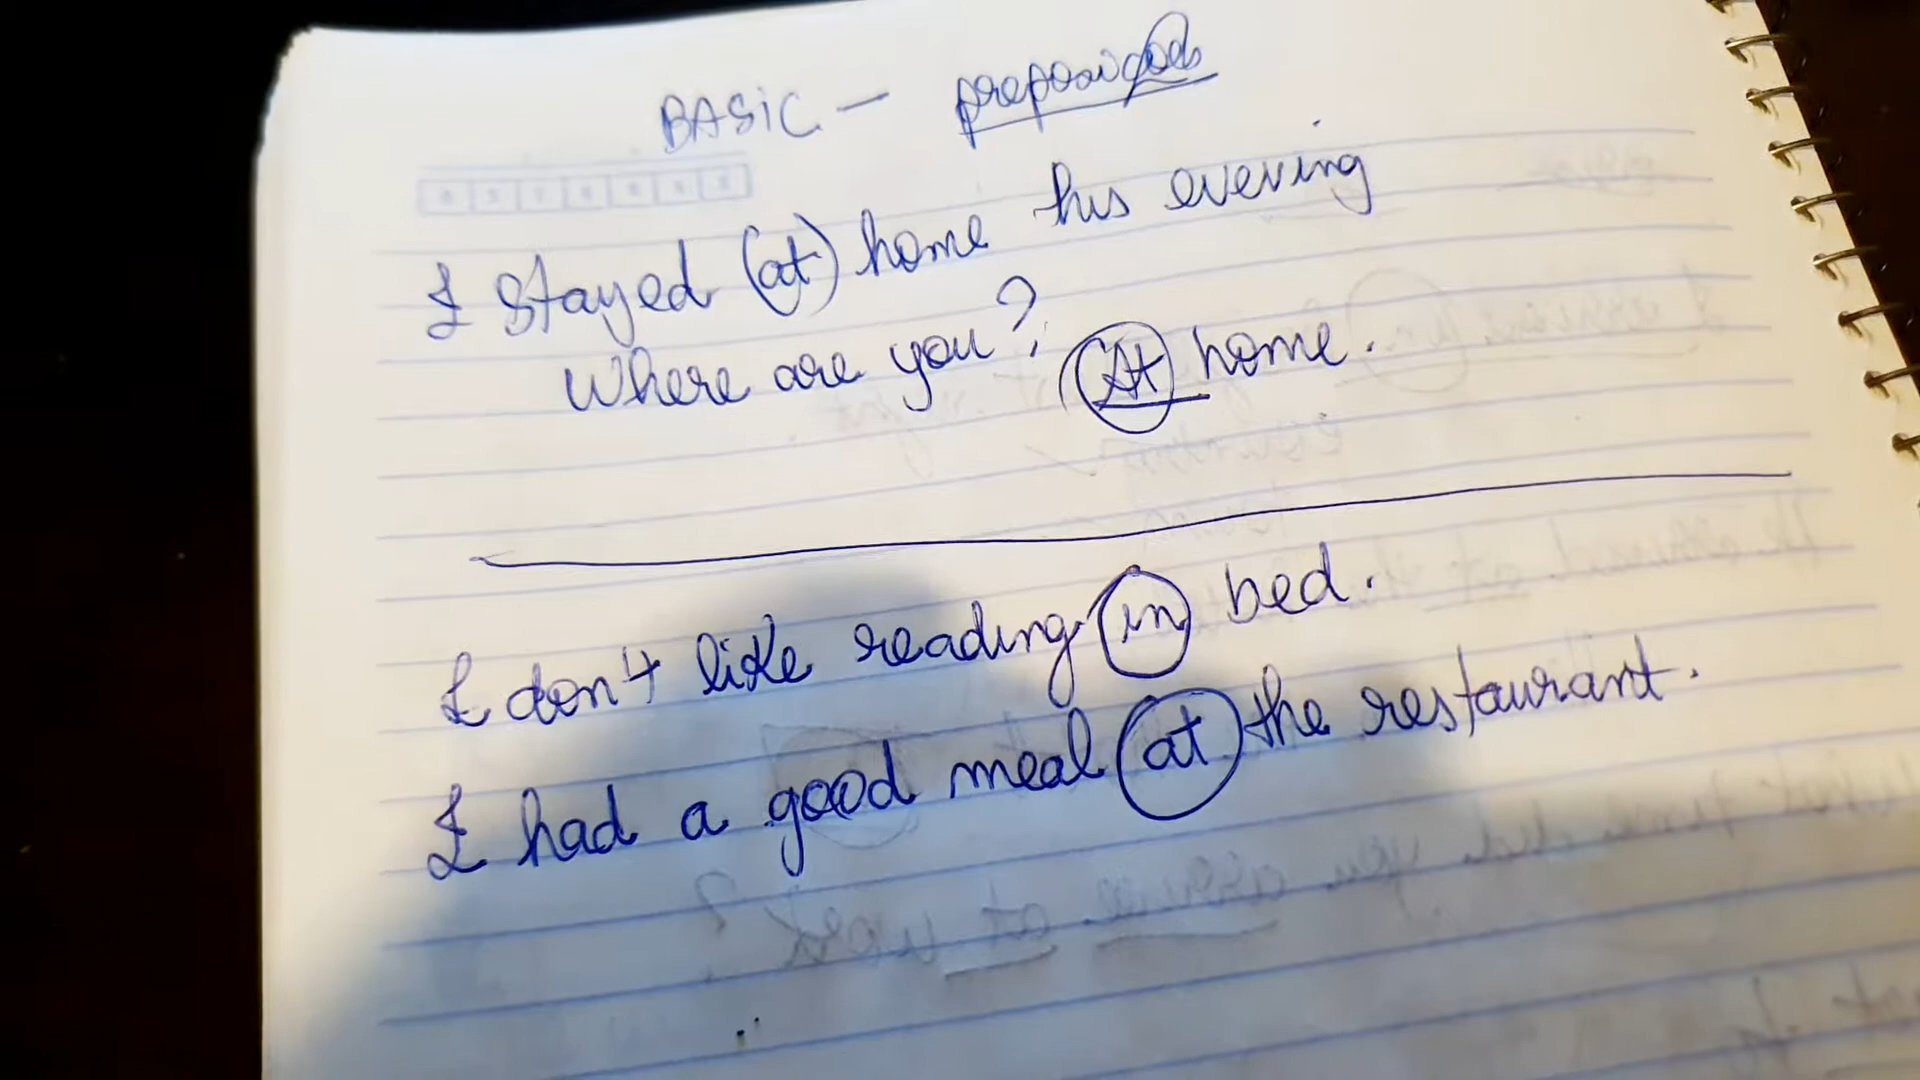 BASIC —
I stayed (at) home this evening
Where are you? At home.
I don't like reading in bed.
I had a good meal at the restaurant.